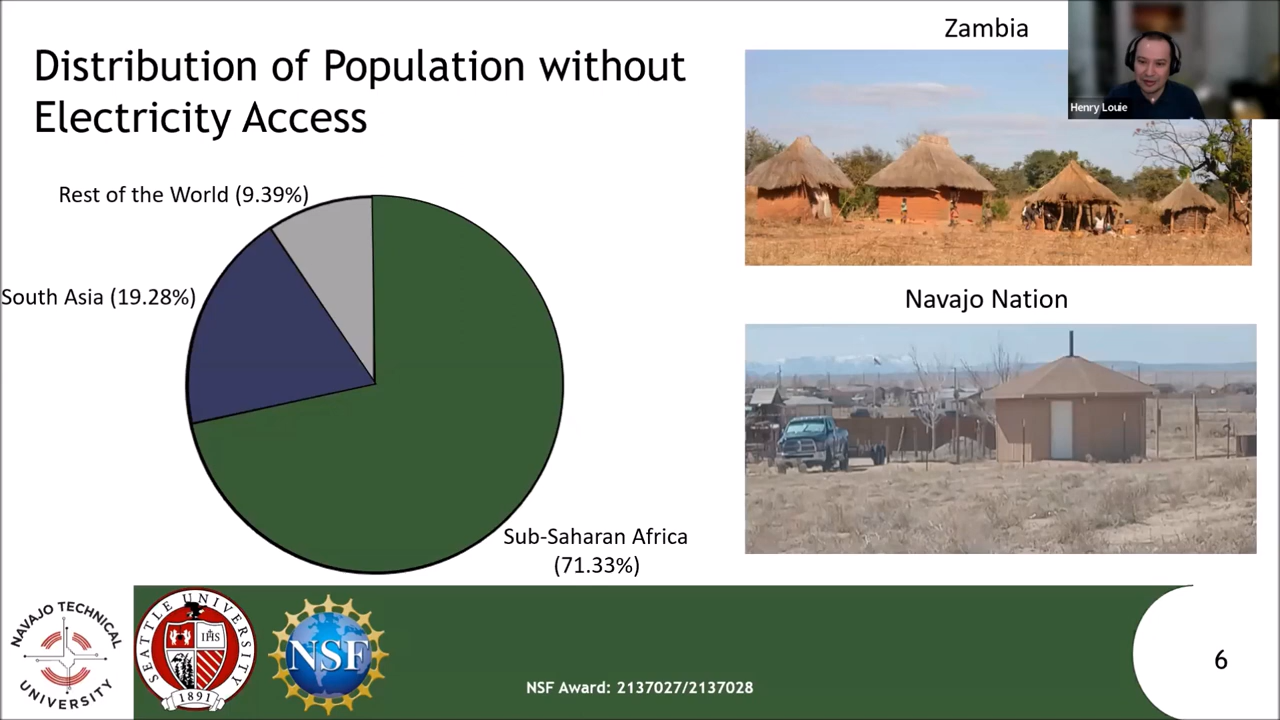 Distribution of Population without
Electricity Access
Rest of the World (9.39%)
South Asia (19.28%)
Sub-Saharan Africa
(71.33%)
Zambia
Henry Louie
Navajo Nation
NAVAJO TECHNICAL
UNIVERSITY
SEATTLE UNIVERSITY
IHS
1891
NSF
NSF Award: 2137027/2137028
6